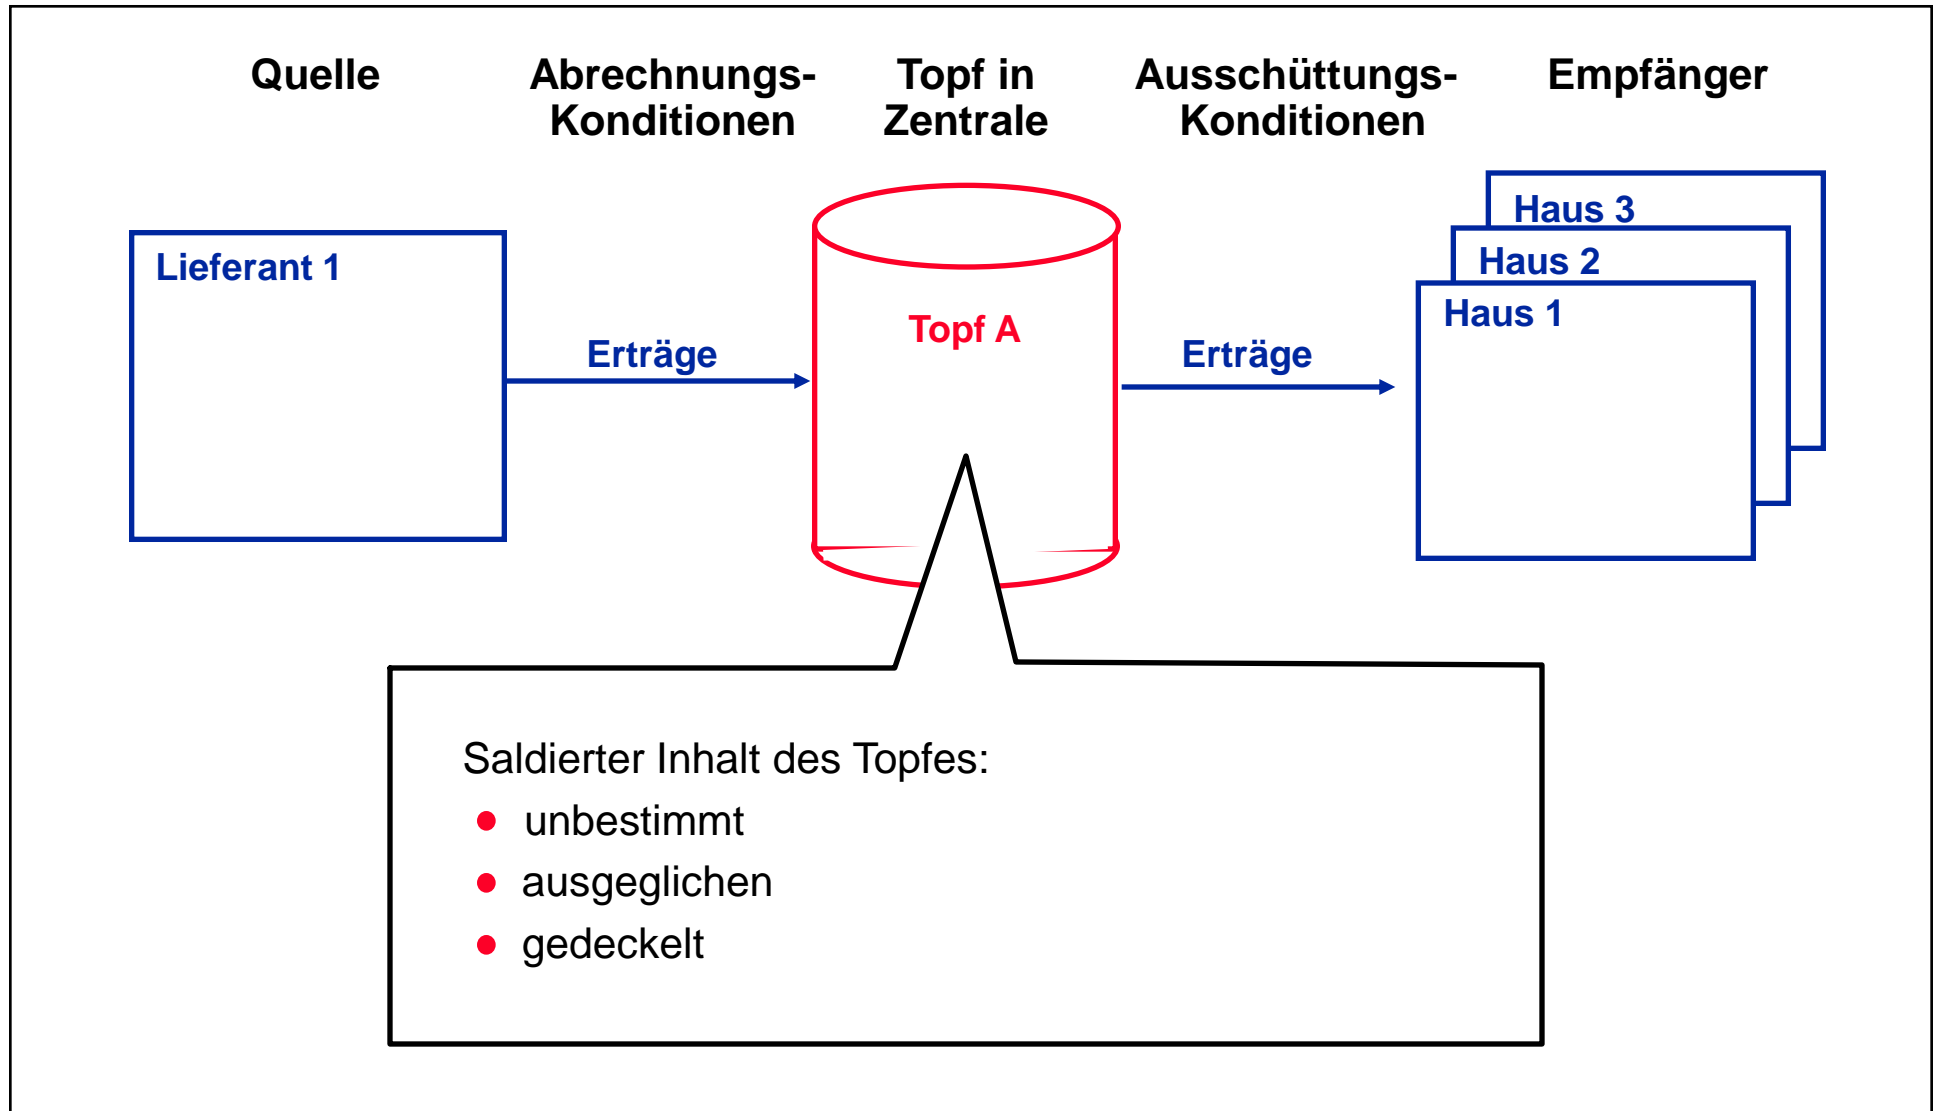 Quelle
Abrechnungs-
Konditionen
Topf in
Zentrale
Ausschüttungs-
Konditionen
Empfänger
Lieferant 1
Erträge
Topf A
Erträge
Haus 3
Haus 2
Haus 1
Saldierter Inhalt des Topfes:
● unbestimmt
● ausgeglichen
● gedeckelt